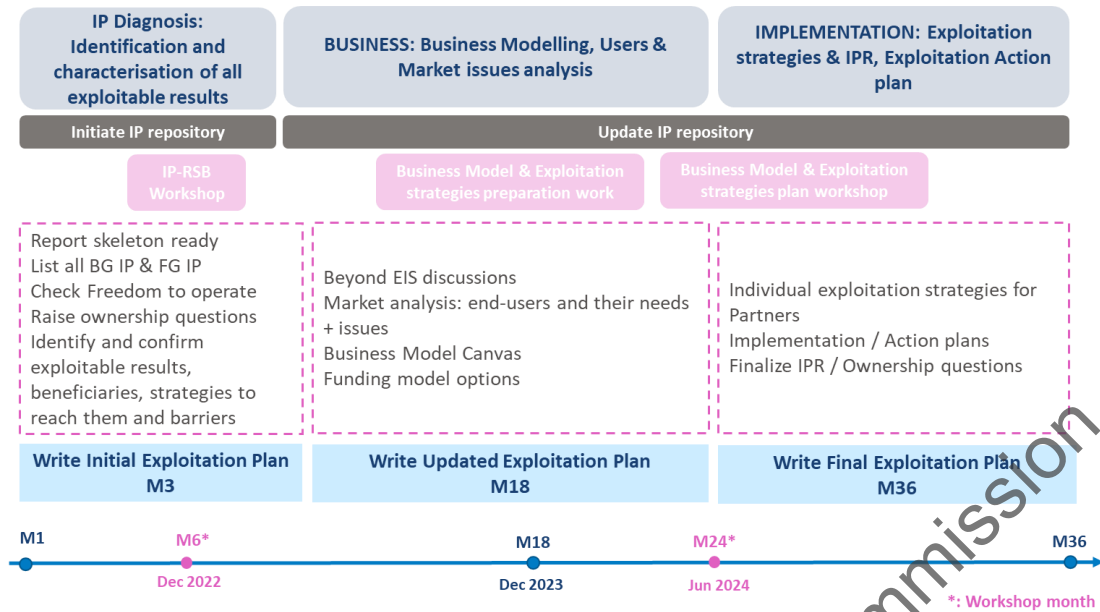 IP Diagnosis:
Identification and
characterisation of all
exploitable results
BUSINESS: Business Modelling, Users &
Market issues analysis
IMPLEMENTATION: Exploitation
strategies & IPR, Exploitation Action
plan
Initiate IP repository
Update IP repository
IP-RSB
Workshop
Business Model & Exploitation
strategies preparation work
Business Model & Exploitation
strategies plan workshop
Report skeleton ready
List all BG IP & FG IP
Check Freedom to operate
Raise ownership questions
Identify and confirm
exploitable results,
beneficiaries, strategies to
reach them and barriers
Beyond EIS discussions
Market analysis: end-users and their needs
+ issues
Business Model Canvas
Funding model options
Individual exploitation strategies for
Partners
Implementation / Action plans
Finalize IPR / Ownership questions
Write Initial Exploitation Plan
M3
Write Updated Exploitation Plan
M18
Write Final Exploitation Plan
M36
M1
M6*
M18
M24*
M36
Dec 2022
Dec 2023
Jun 2024
*: Workshop month